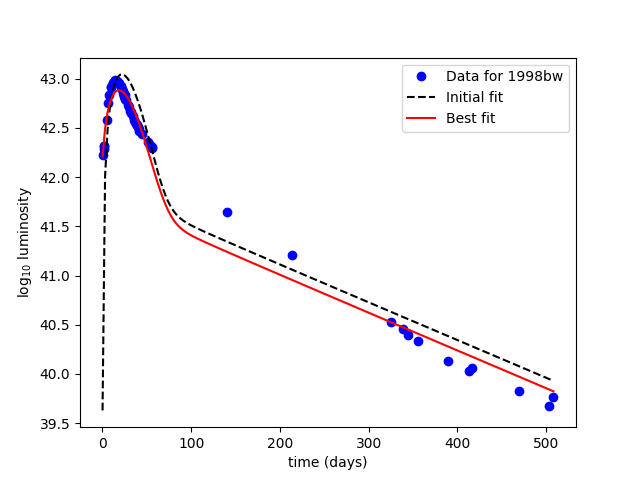 43.0
42.5
42.0
41.5
41.0
40.5
40.0
39.5
log10 luminosity
0 100 200 300 400 500
time (days)
Data for 1998bw
Initial fit
Best fit